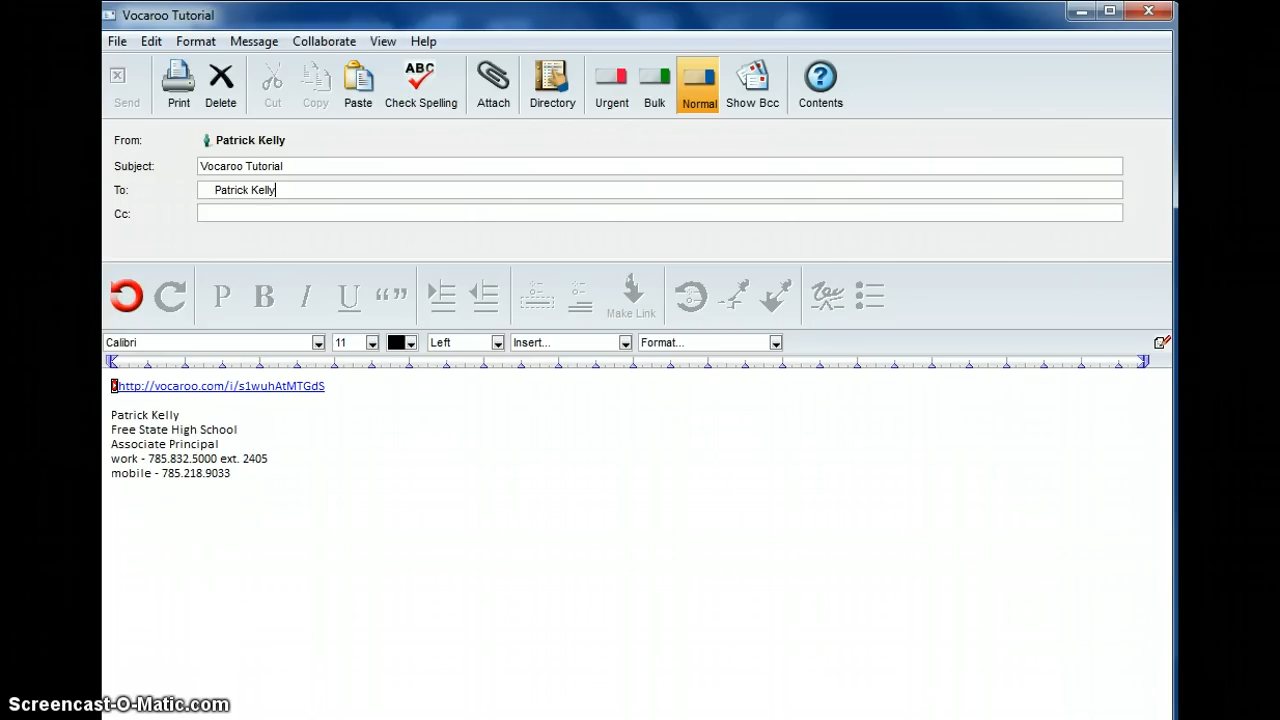 Vocaroo Tutorial
File Edit Format Message Collaborate View Help
Send Print Delete Cut Copy Paste ABC Check Spelling Attach Directory Urgent Bulk Normal Show Bcc Contents
From: Patrick Kelly
Subject: Vocaroo Tutorial
To: Patrick Kelly
Cc:
P B I U “” Make Link
Calibri 11 Left Insert... Format...
http://vocaroo.com/i/s1wuhAtMTGdS
Patrick Kelly
Free State High School
Associate Principal
work - 785.832.5000 ext. 2405
mobile - 785.218.9033
Screencast-O-Matic.com